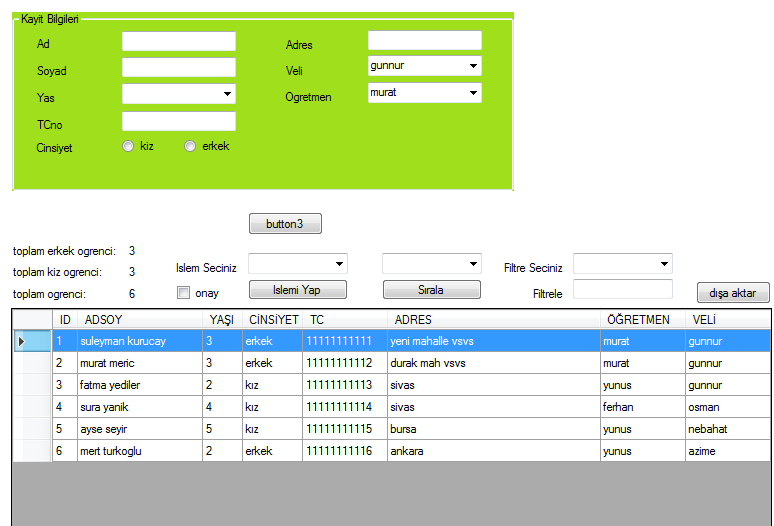 Kayit Bilgileri
Ad Adres
Soyad Veli gunnur
Yas Ogretmen murat
TCno
Cinsiyet kiz erkek
button3
toplam erkek ogrenci: 3
toplam kiz ogrenci: 3 Islem Seciniz Filtre Seciniz
toplam ogrenci: 6 onay Islemi Yap Sırala Filtrele dışa aktar
ID ADSOY YAŞI CİNSİYET TC ADRES ÖĞRETMEN VELİ
1 suleyman kurucay 3 erkek 11111111111 yeni mahalle vsvs murat gunnur
2 murat meric 3 erkek 11111111112 durak mah vsvs murat gunnur
3 fatma yediler 2 kız 11111111113 sivas yunus gunnur
4 sura yanik 4 kız 11111111114 sivas ferhan osman
5 ayse seyir 5 kız 11111111115 bursa yunus nebahat
6 mert turkoglu 2 erkek 11111111116 ankara yunus azime